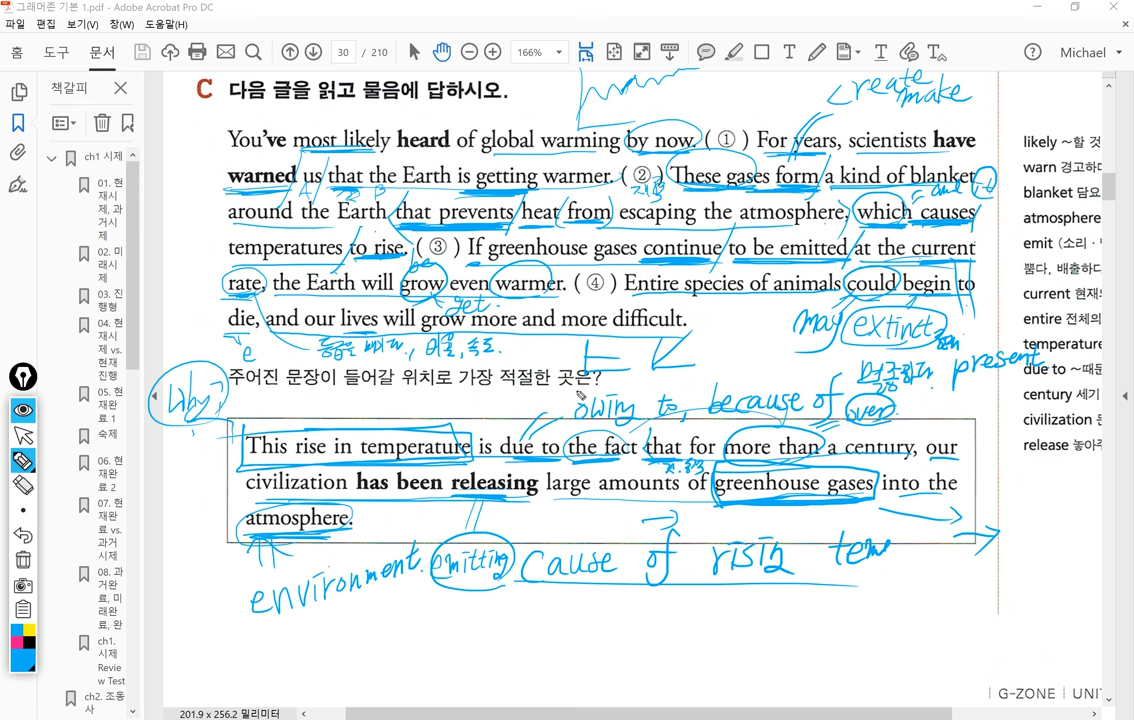 그래머존 기본 1.pdf - Adobe Acrobat Pro DC
파일 편집 보기(V) 창(W) 도움말(H)
홈 도구 문서 30 / 210 166% Michael
책갈피
ch1 시제
01. 현재시제, 과거시제
02. 미래시제
03. 진행형
04. 현재시제 vs. 현재진행
05. 현재완료 1
숙제
06. 현재완료 2
07. 현재완료 vs. 과거시제
08. 과거완료, 미래완료, 완
ch1. 시제 Review Test
ch2. 조동사
create
make
C 다음 글을 읽고 물음에 답하시오.
You've most likely heard of global warming by now. ( ① ) For years, scientists have
warned us that the Earth is getting warmer. ( ② ) These gases form a kind of blanket
A B and it
around the Earth that prevents heat from escaping the atmosphere, which causes
temperatures to rise. ( ③ ) If greenhouse gases continue to be emitted at the current
be
rate, the Earth will grow even warmer. ( ④ ) Entire species of animals could begin to
get.
die, and our lives will grow more and more difficult.
may extinct
e 비율, 속도.
주어진 문장이 들어갈 위치로 가장 적절한 곳은?
present
why?
owing to, because of over
This rise in temperature is due to the fact that for more than a century, our
civilization has been releasing large amounts of greenhouse gases into the
atmosphere.
environment. emitting cause of rising tem
likely ~할 것
warn 경고하다
blanket 담요
atmosphere
emit (소리ㆍ
뿜다, 배출하다
current 현재
entire 전체의
temperature
due to ~때문
century 세기
civilization 문
release 놓아주
G-ZONE UNI
201.9 x 256.2 밀리미터